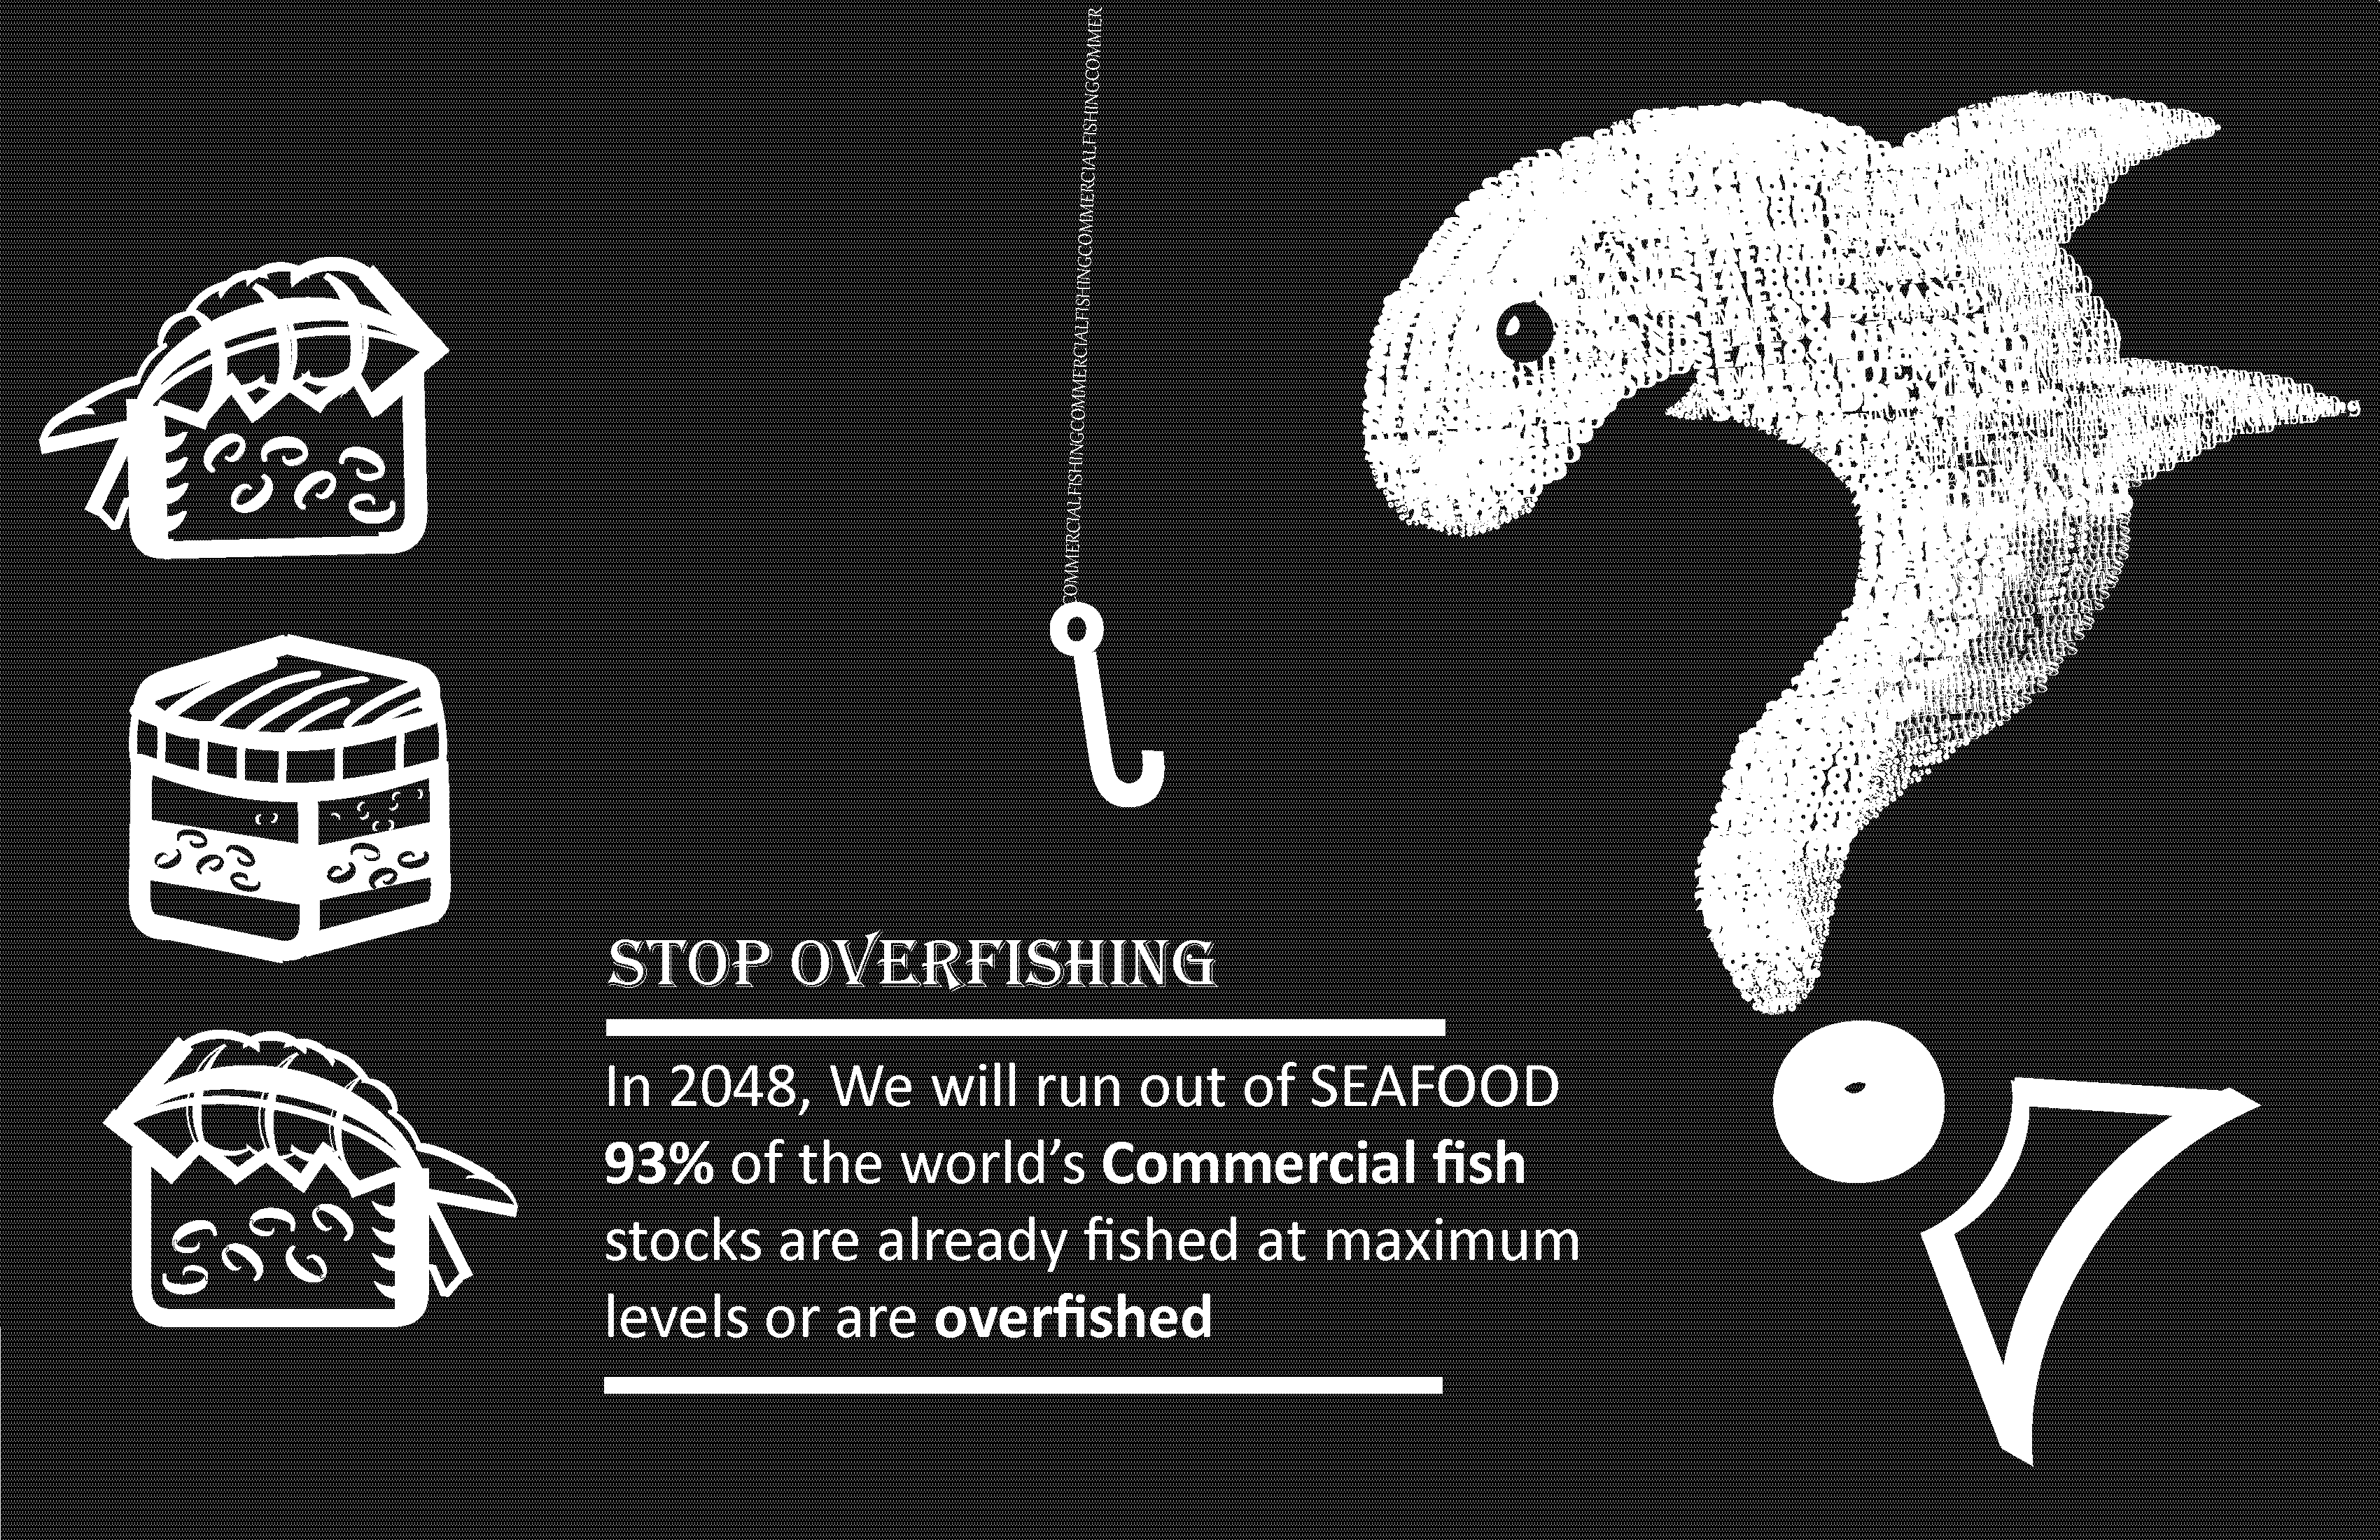 COMMERCIALFISHINGCOMMERCIALFISHINGCOMMERCIALFISHINGCOMMERCIALFISHINGCOMMER
STOP OVERFISHING
In 2048, We will run out of SEAFOOD
93% of the world’s Commercial fish
stocks are already fished at maximum
levels or are overfished